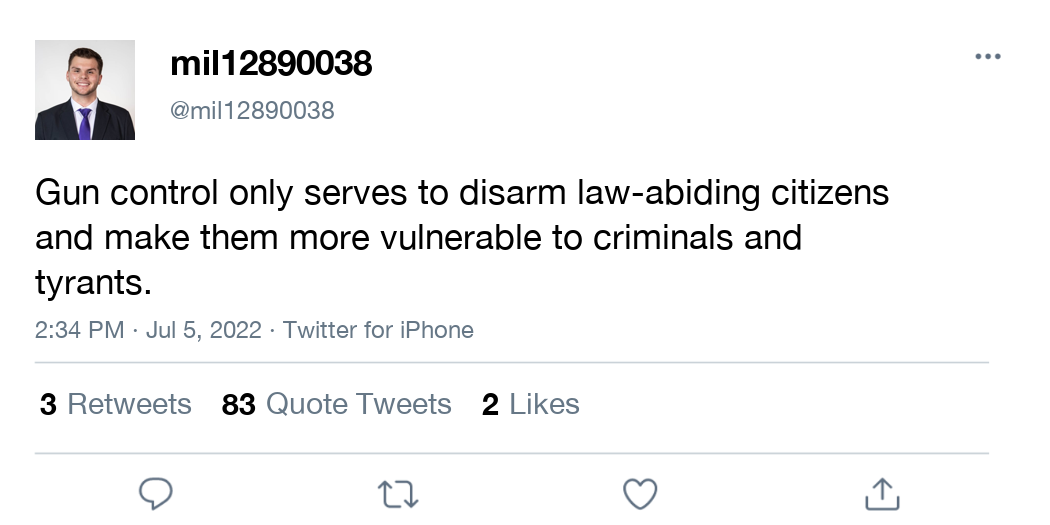 mil12890038
@mil12890038
Gun control only serves to disarm law-abiding citizens
and make them more vulnerable to criminals and
tyrants.
2:34 PM · Jul 5, 2022 · Twitter for iPhone
3 Retweets 83 Quote Tweets 2 Likes